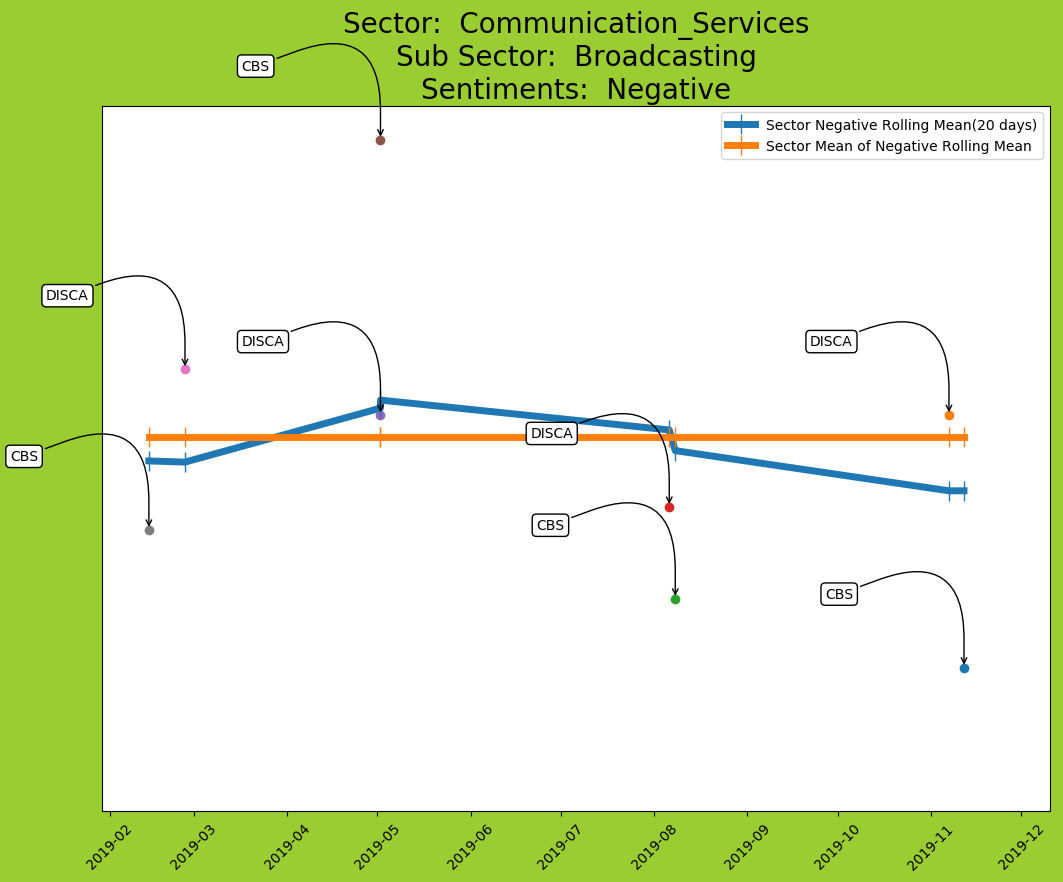 Sector:  Communication_Services
Sub Sector:  Broadcasting
Sentiments:  Negative
CBS
Sector Negative Rolling Mean(20 days)
Sector Mean of Negative Rolling Mean
DISCA
DISCA
DISCA
DISCA
CBS
CBS
CBS
2019-02
2019-03
2019-04
2019-05
2019-06
2019-07
2019-08
2019-09
2019-10
2019-11
2019-12